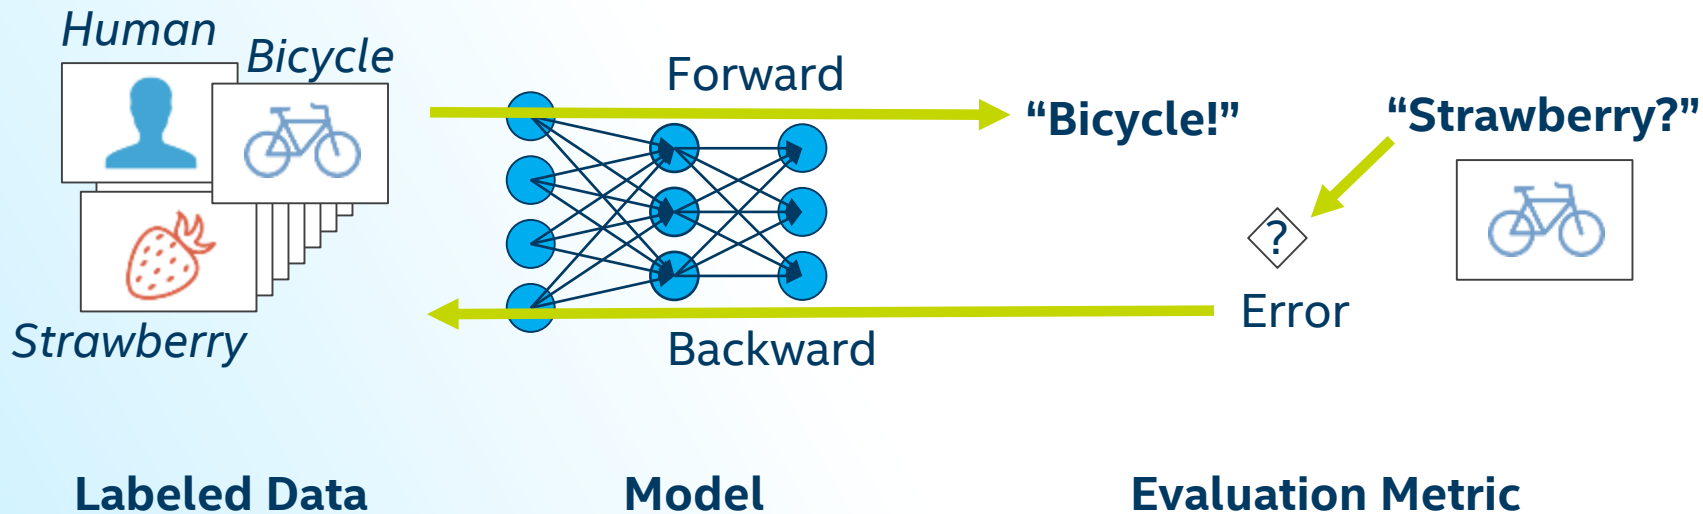 Human
Bicycle
Strawberry
Forward
Backward
“Bicycle!”
“Strawberry?”
?
Error
Labeled Data
Model
Evaluation Metric